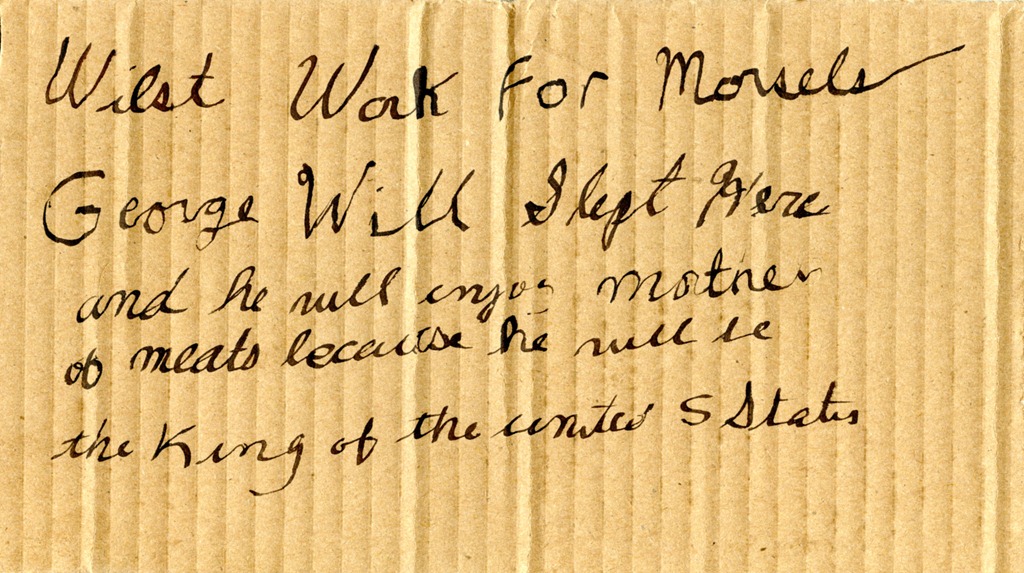 Wilst Work For Morsels
George Will Slept Here
and he will enjoy mother
of meats because he will be
the King of the united S States